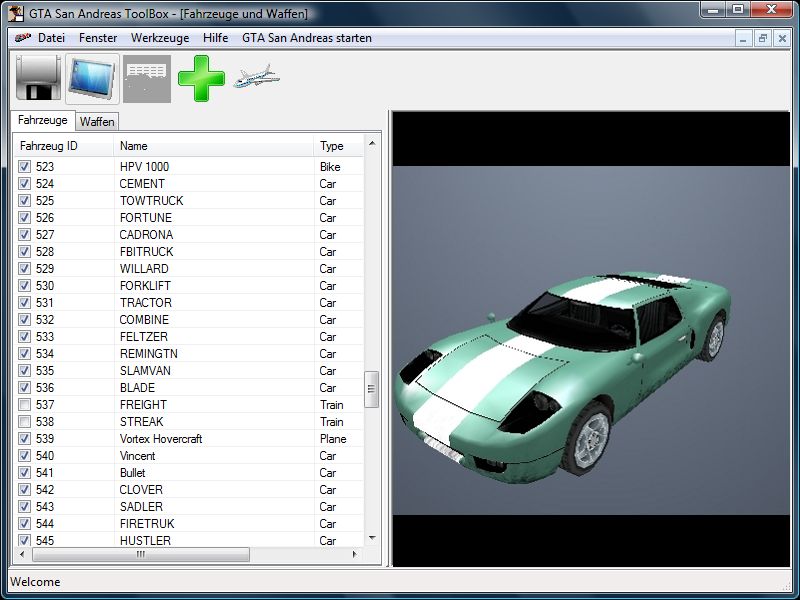 GTA San Andreas ToolBox - [Fahrzeuge und Waffen]
Datei Fenster Werkzeuge Hilfe GTA San Andreas starten
Fahrzeuge Waffen
Fahrzeug ID Name Type
523 HPV 1000 Bike
524 CEMENT Car
525 TOWTRUCK Car
526 FORTUNE Car
527 CADRONA Car
528 FBITRUCK Car
529 WILLARD Car
530 FORKLIFT Car
531 TRACTOR Car
532 COMBINE Car
533 FELTZER Car
534 REMINGTN Car
535 SLAMVAN Car
536 BLADE Car
537 FREIGHT Train
538 STREAK Train
539 Vortex Hovercraft Plane
540 Vincent Car
541 Bullet Car
542 CLOVER Car
543 SADLER Car
544 FIRETRUK Car
545 HUSTLER Car
Welcome